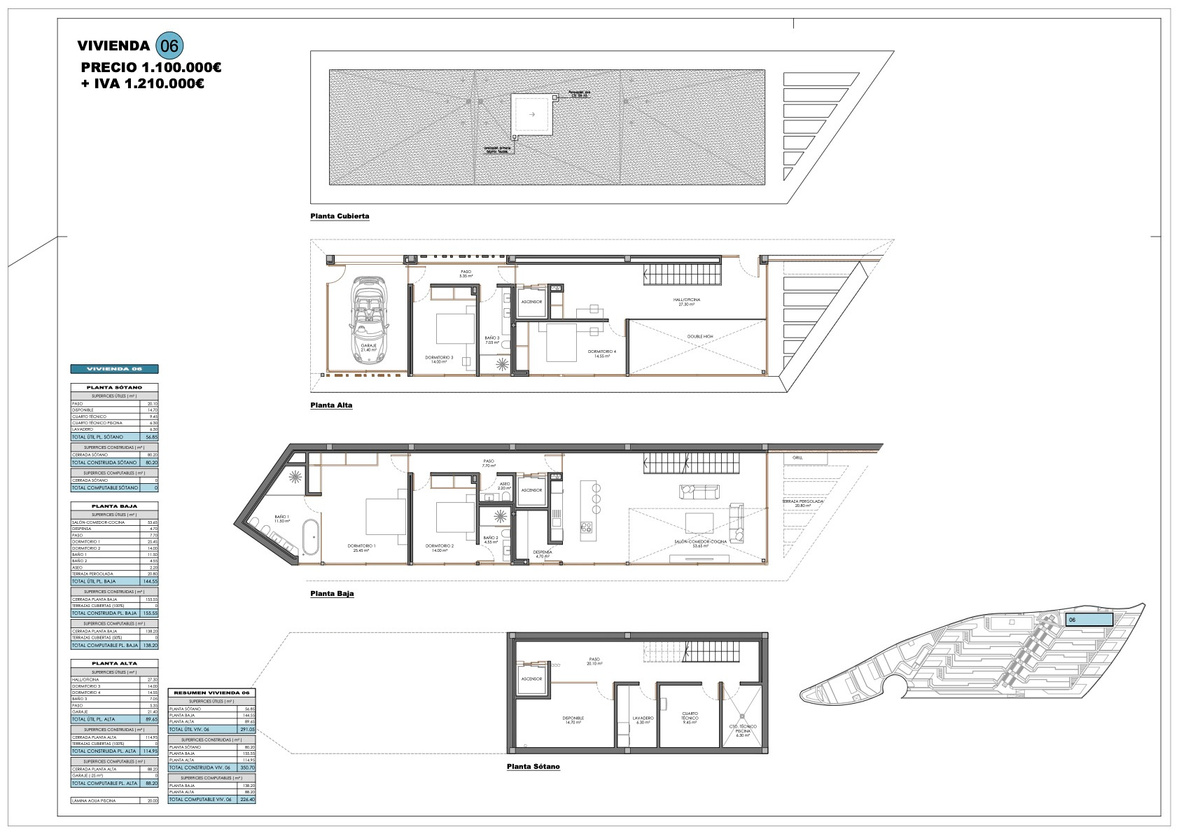 VIVIENDA 06
PRECIO 1.100.000€
+ IVA 1.210.000€
Planta Cubierta
PASO
5.35 m²
ASCENSOR
HALL/OFICINA
27.30 m²
DOUBLE HIGH
GARAJE
21.40 m²
DORMITORIO 3
14.00 m²
BAÑO 3
7.05 m²
DORMITORIO 4
14.55 m²
Planta Alta
PASO
7.70 m²
ASEO
2.20 m²
ASCENSOR
GRILL
TERRAZA PERGOLADA
20.80 m²
BAÑO 1
11.50 m²
DORMITORIO 1
25.45 m²
DORMITORIO 2
14.00 m²
BAÑO 2
4.55 m²
DESPENSA
4.70 m²
SALÓN-COMEDOR-COCINA
53.65 m²
Planta Baja
PASO
20.10 m²
ASCENSOR
DISPONIBLE
14.70 m²
LAVADERO
6.30 m²
CUARTO
TÉCNICO
9.45 m²
CTO. TÉCNICO
PISCINA
6.30 m²
Planta Sótano
06
VIVIENDA 06
PLANTA SÓTANO
SUPERFICIES ÚTILES ( m² )
PASO 20.10
DISPONIBLE 14.70
CUARTO TÉCNICO 9.45
CUARTO TÉCNICO PISCINA 6.30
LAVADERO 6.30
TOTAL ÚTIL PL. SÓTANO 56.85
SUPERFICIES CONSTRUIDAS ( m² )
CERRADA SÓTANO 80.20
TOTAL CONSTRUIDA SÓTANO 80.20
SUPERFICIES COMPUTABLES ( m² )
CERRADA SÓTANO 0
TOTAL COMPUTABLE SÓTANO 0
PLANTA BAJA
SUPERFICIES ÚTILES ( m² )
SALÓN-COMEDOR-COCINA 53.65
DESPENSA 4.70
PASO 7.70
DORMITORIO 1 25.45
DORMITORIO 2 14.00
BAÑO 1 11.50
BAÑO 2 4.55
ASEO 2.20
TERRAZA PERGOLADA 20.80
TOTAL ÚTIL PL. BAJA 144.55
SUPERFICIES CONSTRUIDAS ( m² )
CERRADA PLANTA BAJA 155.55
TERRAZAS CUBIERTAS (100%) 0
TOTAL CONSTRUIDA PL. BAJA 155.55
SUPERFICIES COMPUTABLES ( m² )
CERRADA PLANTA BAJA 138.20
TERRAZAS CUBIERTAS (50%) 0
TOTAL COMPUTABLE PL. BAJA 138.20
PLANTA ALTA
SUPERFICIES ÚTILES ( m² )
HALL/OFICINA 27.30
DORMITORIO 3 14.00
DORMITORIO 4 14.55
BAÑO 3 7.05
PASO 5.35
GARAJE 21.40
TOTAL ÚTIL PL. ALTA 89.65
SUPERFICIES CONSTRUIDAS ( m² )
CERRADA PLANTA ALTA 114.95
TERRAZAS CUBIERTAS (100%) 0
TOTAL CONSTRUIDA PL. ALTA 114.95
SUPERFICIES COMPUTABLES ( m² )
CERRADA PLANTA ALTA 88.20
GARAJE (-25 m²) 0
TOTAL COMPUTABLE PL. ALTA 88.20
LAMINA AGUA PISCINA 20.00
RESUMEN VIVIENDA 06
SUPERFICIES ÚTILES ( m² )
PLANTA SÓTANO 56.85
PLANTA BAJA 144.55
PLANTA ALTA 89.65
TOTAL ÚTIL VIV. 06 291.05
SUPERFICIES CONSTRUIDAS ( m² )
PLANTA SÓTANO 80.20
PLANTA BAJA 155.55
PLANTA ALTA 114.95
TOTAL CONSTRUIDA VIV. 06 350.70
SUPERFICIES COMPUTABLES ( m² )
PLANTA BAJA 138.20
PLANTA ALTA 88.20
TOTAL COMPUTABLE VIV. 06 226.40